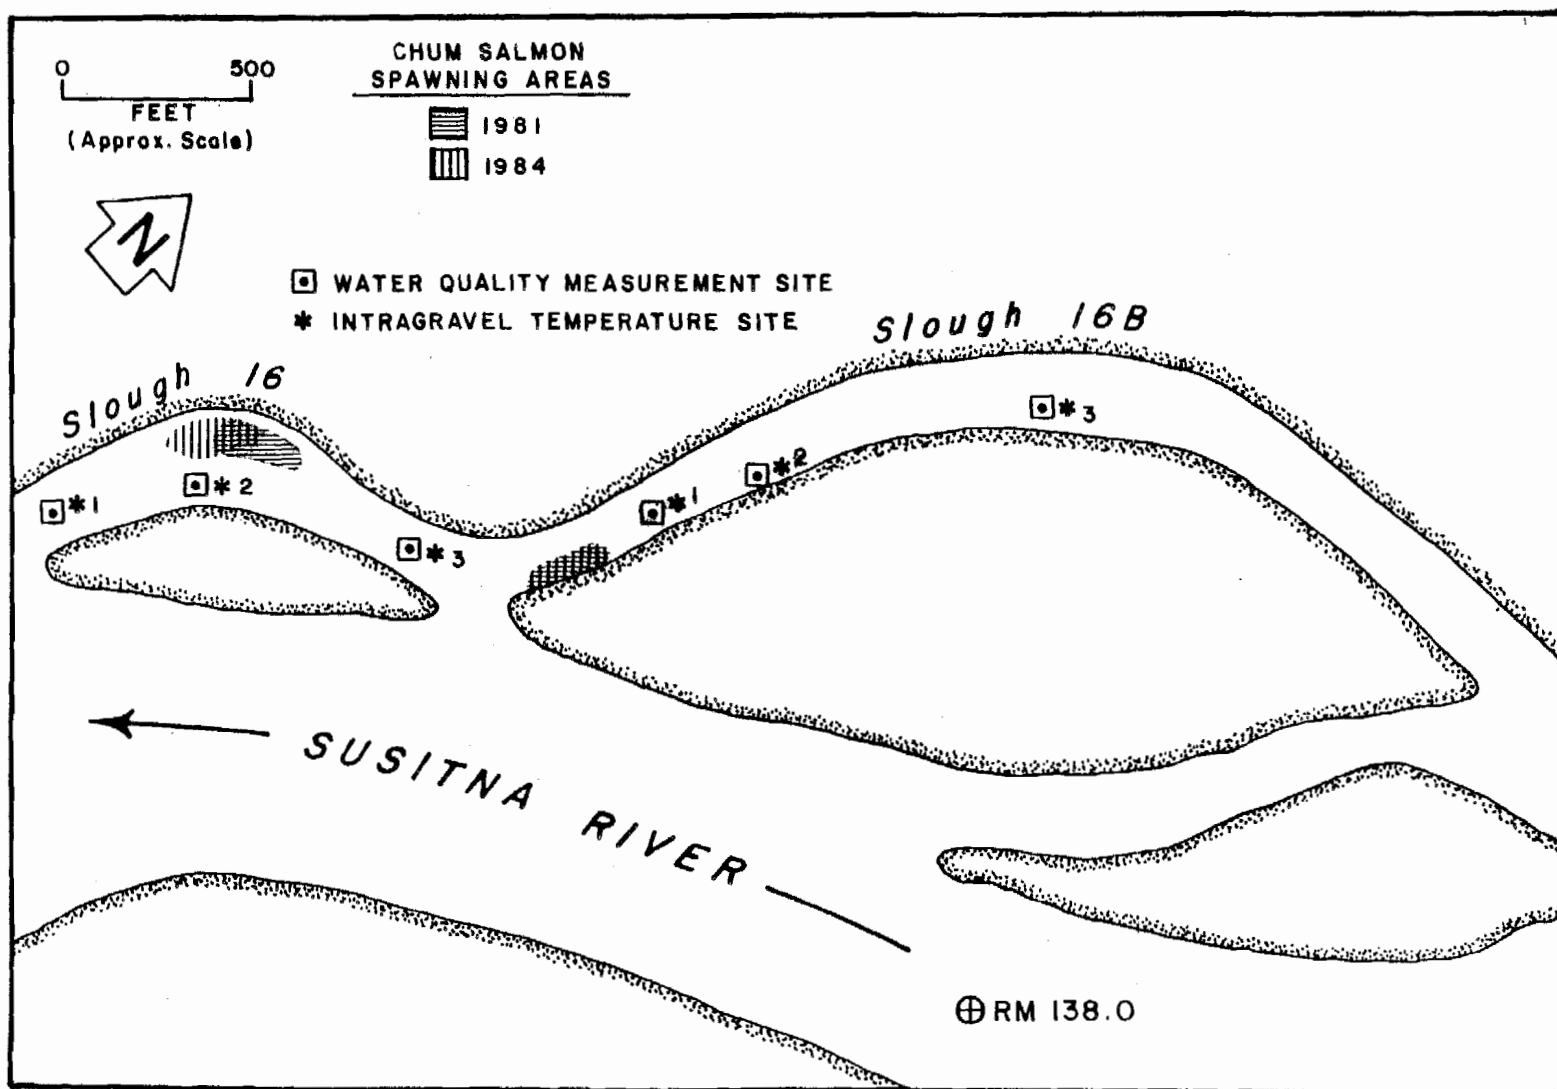 0 500
FEET
(Approx. Scale)
CHUM SALMON
SPAWNING AREAS
1981
1984
N
WATER QUALITY MEASUREMENT SITE
* INTRAGRAVEL TEMPERATURE SITE
Slough 16B
Slough 16
* 3
* 2
* 1
* 1
* 2
* 3
SUSITNA RIVER
RM 138.0